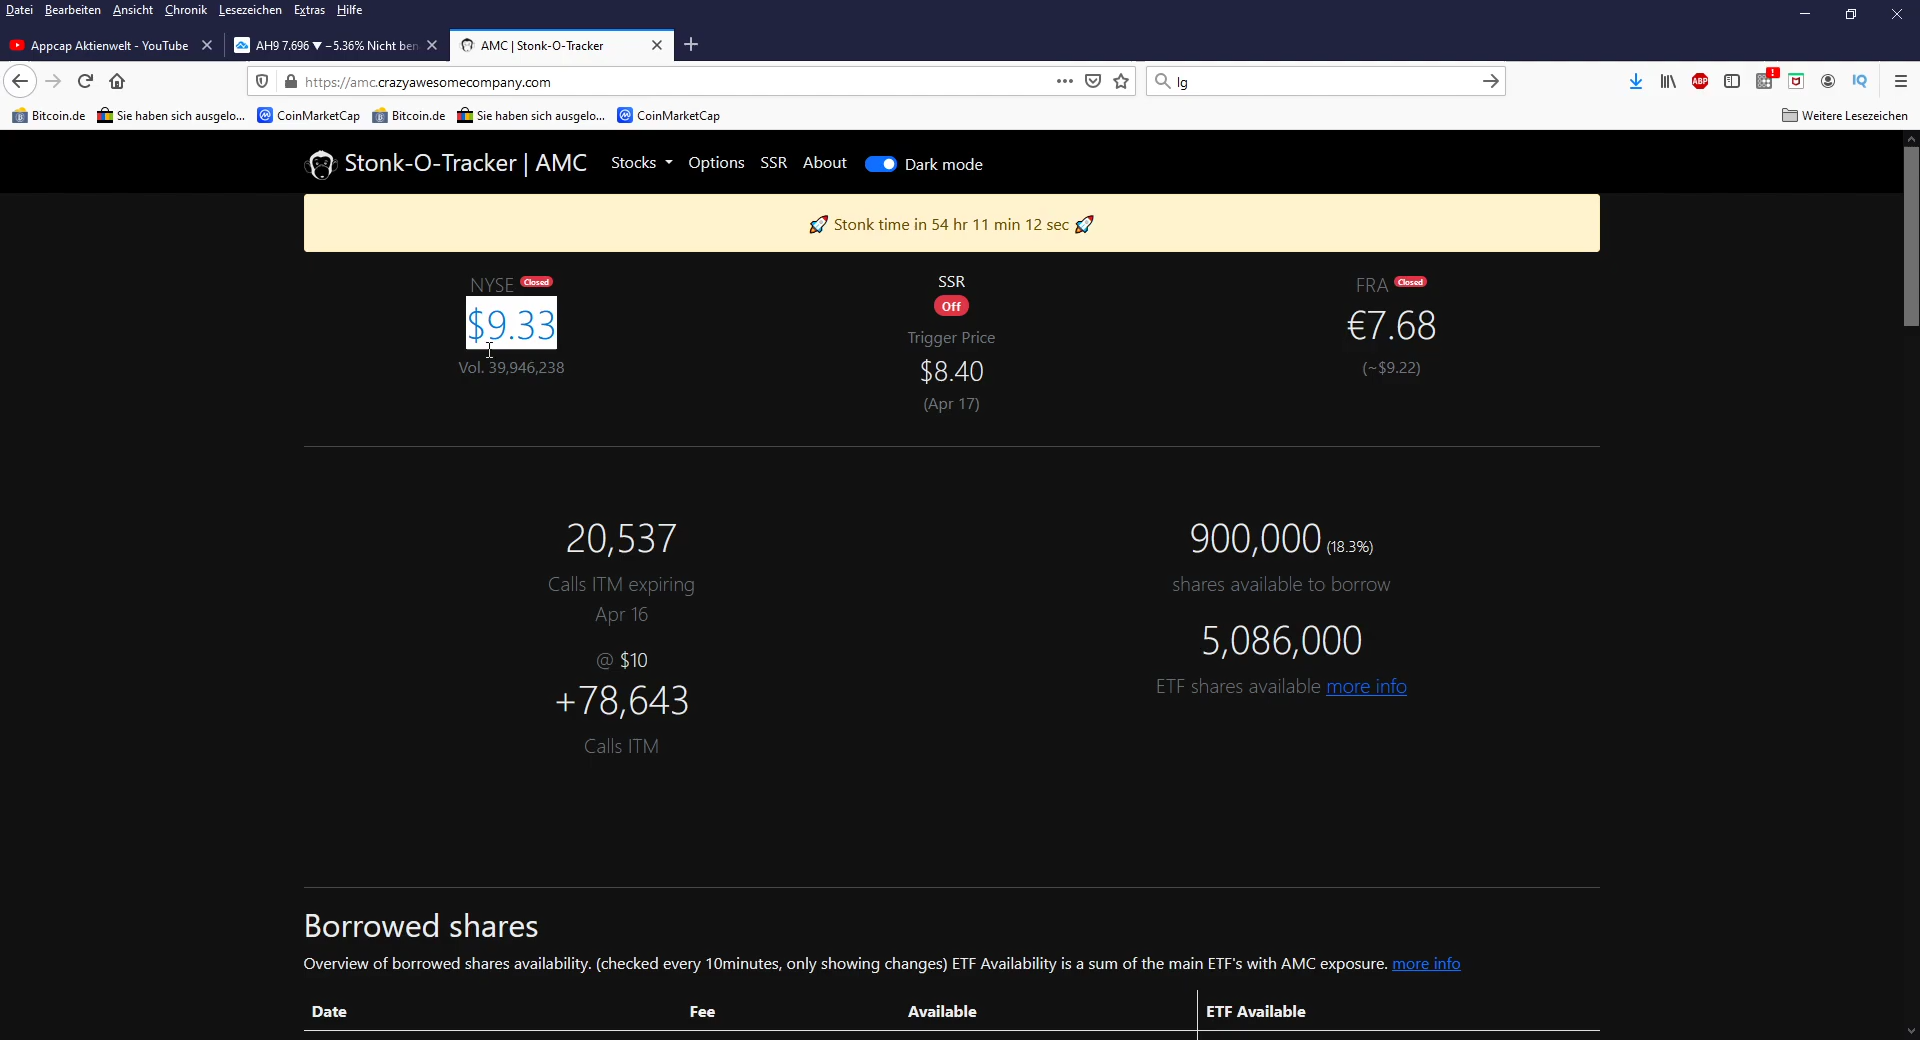 Datei Bearbeiten Ansicht Chronik Lesezeichen Extras Hilfe
Appcap Aktienwelt - YouTube AH9 7.696 ▼ −5.36% Nicht ben AMC | Stonk-O-Tracker
https://amc.crazyawesomecompany.com lg ABP IQ
Bitcoin.de Sie haben sich ausgelo... CoinMarketCap Bitcoin.de Sie haben sich ausgelo... CoinMarketCap Weitere Lesezeichen
Stonk-O-Tracker | AMC Stocks Options SSR About Dark mode
🚀 Stonk time in 54 hr 11 min 12 sec 🚀
NYSE Closed
$9.33
Vol. 39,946,238
SSR
Off
Trigger Price
$8.40
(Apr 17)
FRA Closed
€7.68
(~$9.22)
20,537
Calls ITM expiring
Apr 16
@ $10
+78,643
Calls ITM
900,000 (18.3%)
shares available to borrow
5,086,000
ETF shares available more info
Borrowed shares
Overview of borrowed shares availability. (checked every 10minutes, only showing changes) ETF Availability is a sum of the main ETF's with AMC exposure. more info
Date Fee Available ETF Available